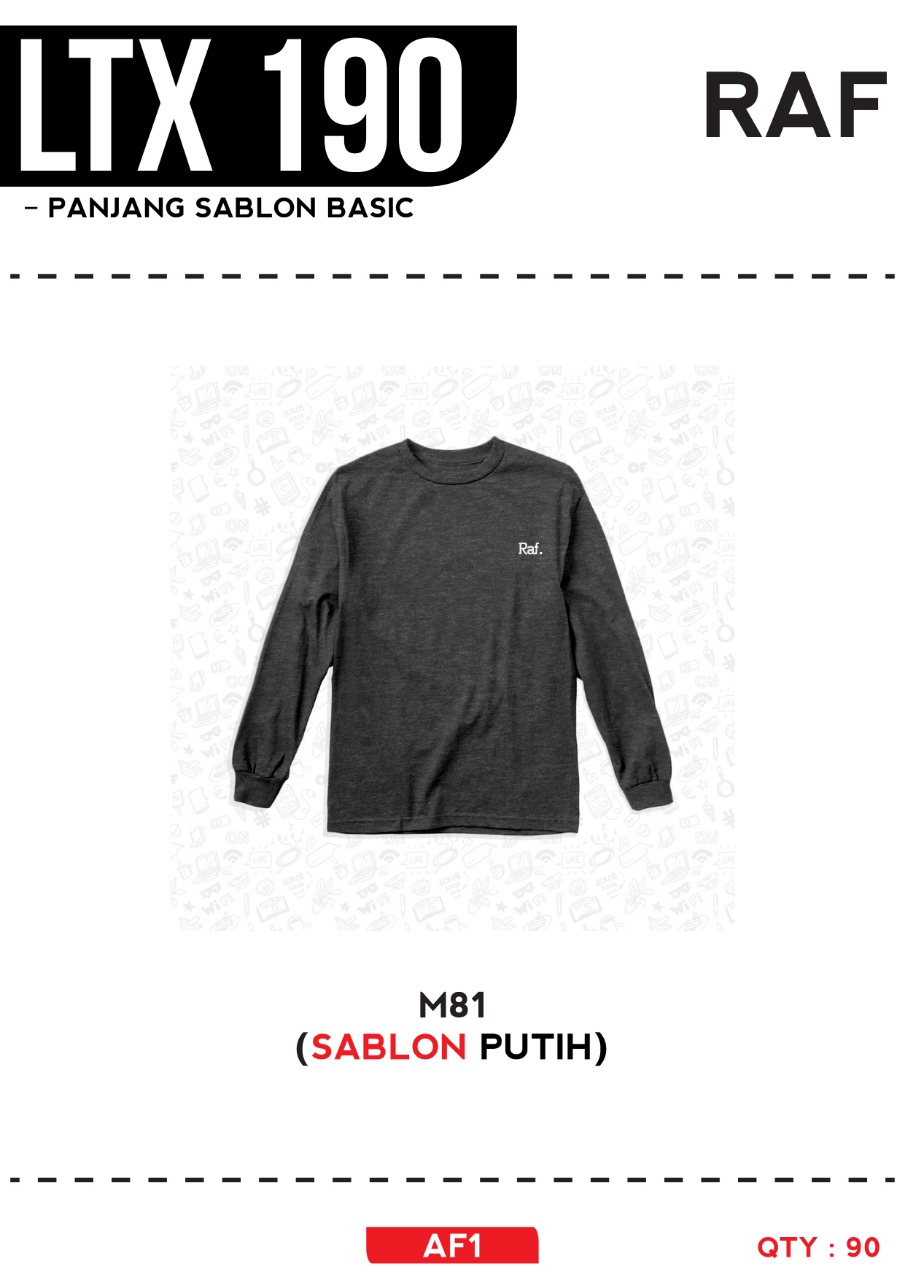 LTX 190
RAF
- PANJANG SABLON BASIC
Raf.
M81
(SABLON PUTIH)
AF1
QTY : 90